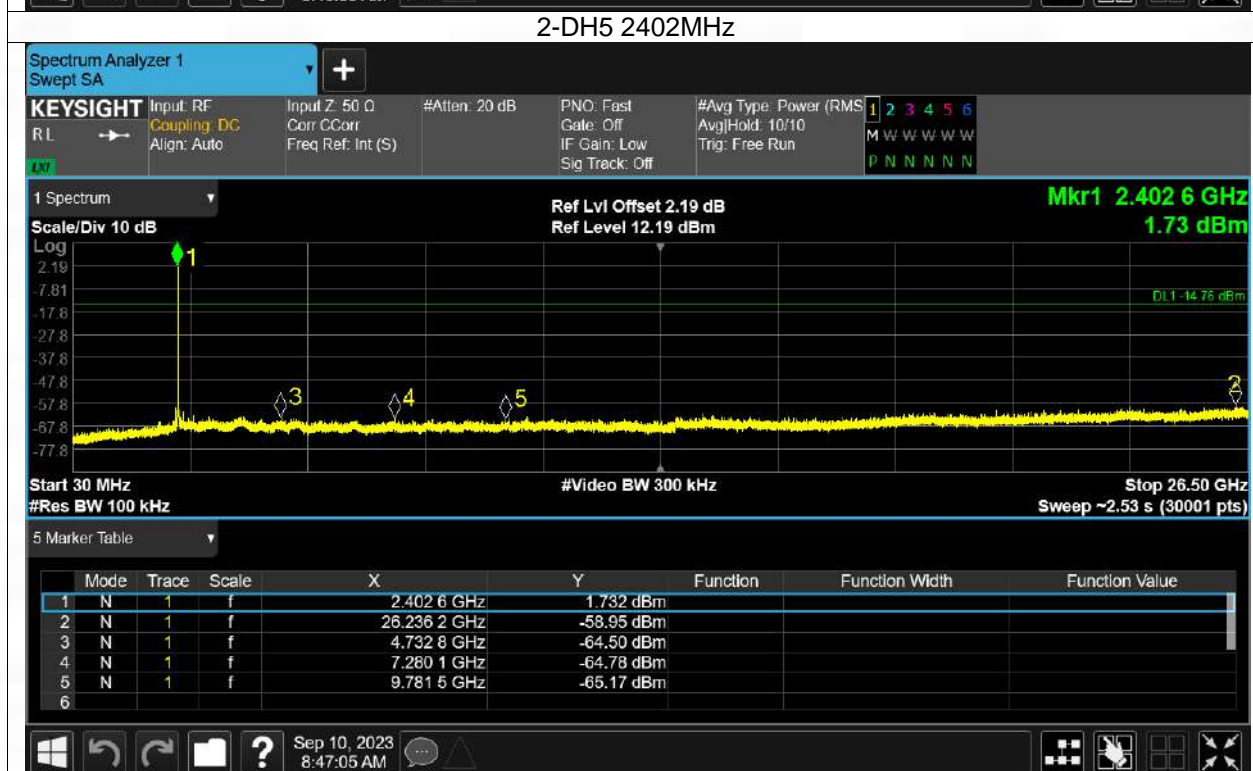 2-DH5 2402MHz
Spectrum Analyzer 1
Swept SA
+
KEYSIGHT Input: RF Input Z: 50 Ω #Atten: 20 dB PNO: Fast #Avg Type: Power (RMS 1 2 3 4 5 6
RL Coupling: DC Corr CCorr Gate: Off Avg|Hold: 10/10 M W W W W W
Align: Auto Freq Ref: Int (S) IF Gain: Low Trig: Free Run
LXI Sig Track: Off P N N N N N
1 Spectrum Ref Lvl Offset 2.19 dB Mkr1 2.402 6 GHz
Scale/Div 10 dB Ref Level 12.19 dBm 1.73 dBm
Log 1
2.19
-7.81 DL1 -14.76 dBm
-17.8
-27.8
-37.8
-47.8 2
-57.8 3 4 5
-67.8
-77.8
Start 30 MHz #Video BW 300 kHz Stop 26.50 GHz
#Res BW 100 kHz Sweep ~2.53 s (30001 pts)
5 Marker Table
Mode Trace Scale X Y Function Function Width Function Value
1 N 1 f 2.402 6 GHz 1.732 dBm
2 N 1 f 26.236 2 GHz -58.95 dBm
3 N 1 f 4.732 8 GHz -64.50 dBm
4 N 1 f 7.280 1 GHz -64.78 dBm
5 N 1 f 9.781 5 GHz -65.17 dBm
6
? Sep 10, 2023
8:47:05 AM